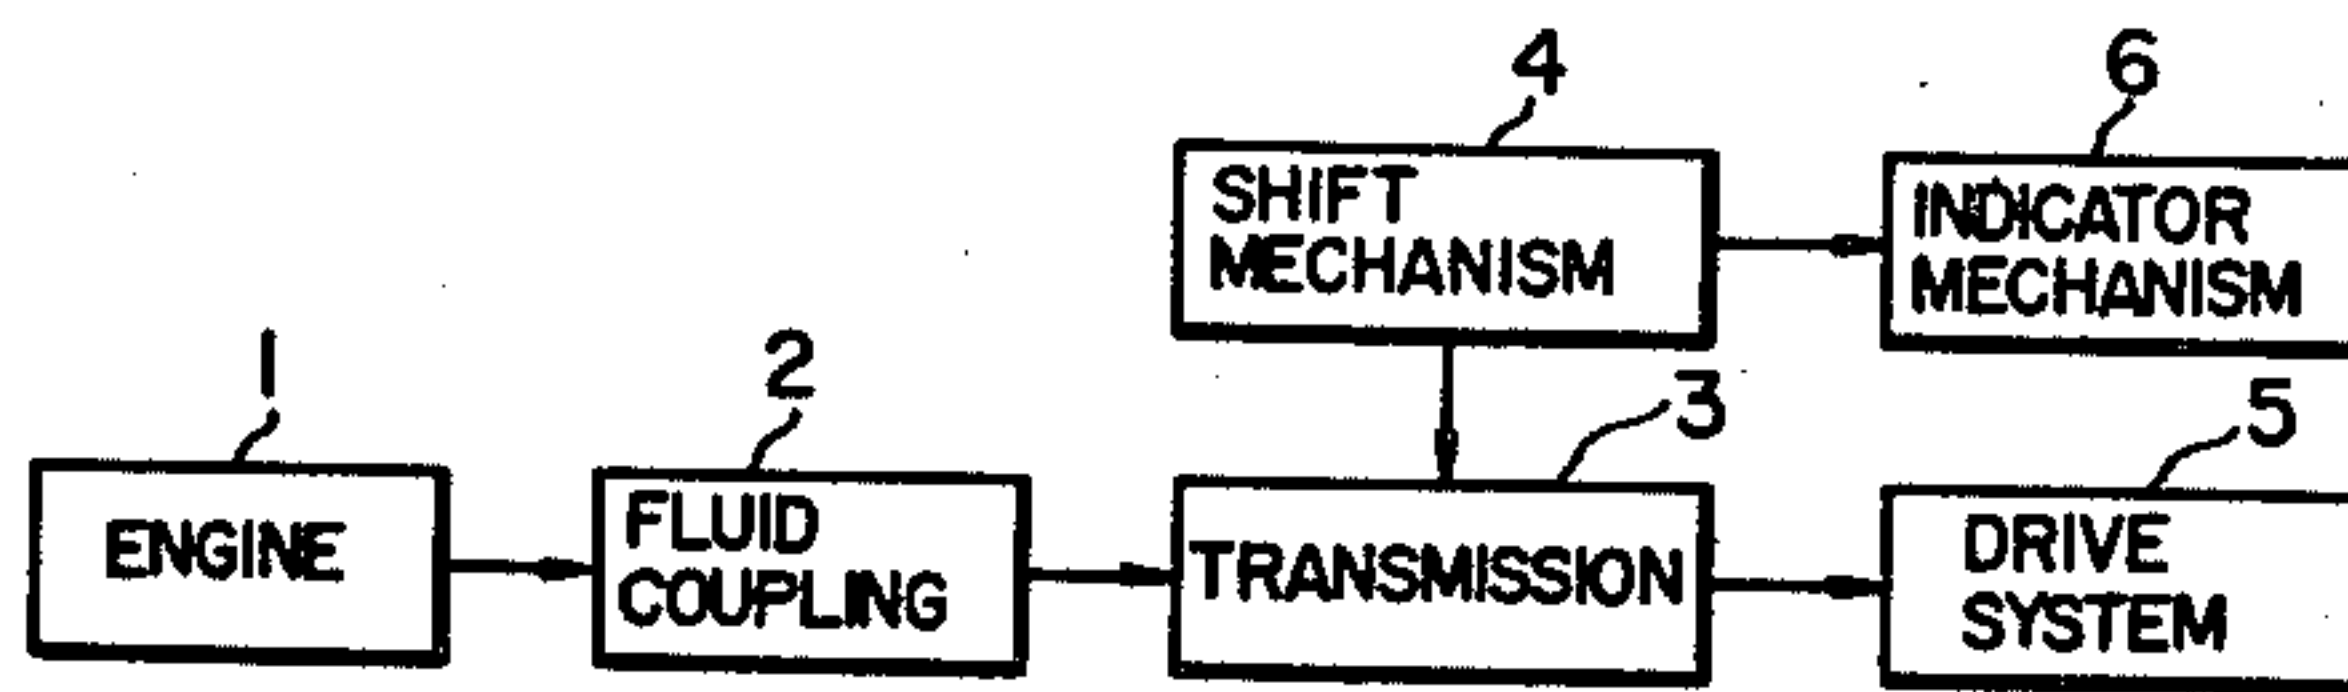 4
6
SHIFT
MECHANISM
INDICATOR
MECHANISM
1
2
3
5
ENGINE
FLUID
COUPLING
TRANSMISSION
DRIVE
SYSTEM